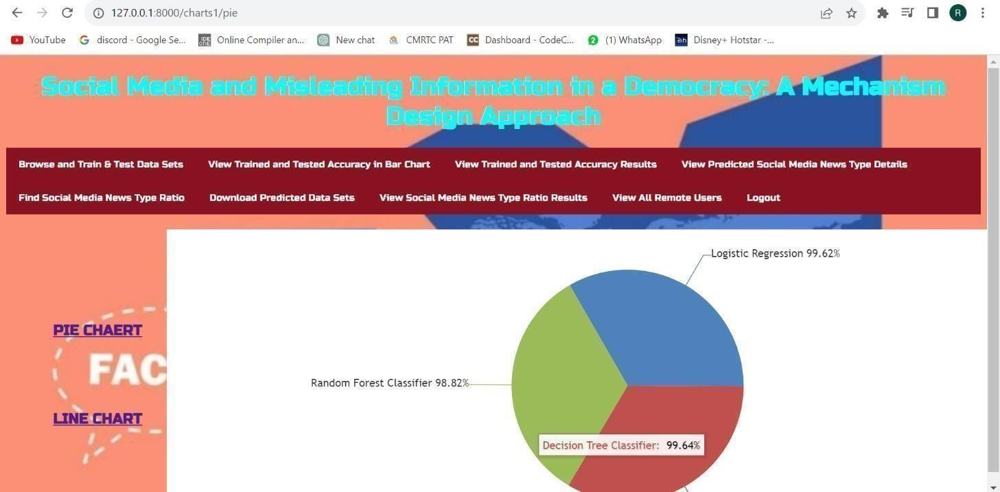 127.0.0.1:8000/charts1/pie
R
YouTube discord - Google Se... Online Compiler an... New chat CMRTC PAT CC Dashboard - CodeC... 2 (1) WhatsApp Disney+ Hotstar -...
Social Media and Misleading Information in a Democracy: A Mechanism
Design Approach
Browse and Train & Test Data Sets View Trained and Tested Accuracy in Bar Chart View Trained and Tested Accuracy Results View Predicted Social Media News Type Details
Find Social Media News Type Ratio Download Predicted Data Sets View Social Media News Type Ratio Results View All Remote Users Logout
Logistic Regression 99.62%
PIE CHAERT
FAC
Random Forest Classifier 98.82%
LINE CHART
Decision Tree Classifier: 99.64%